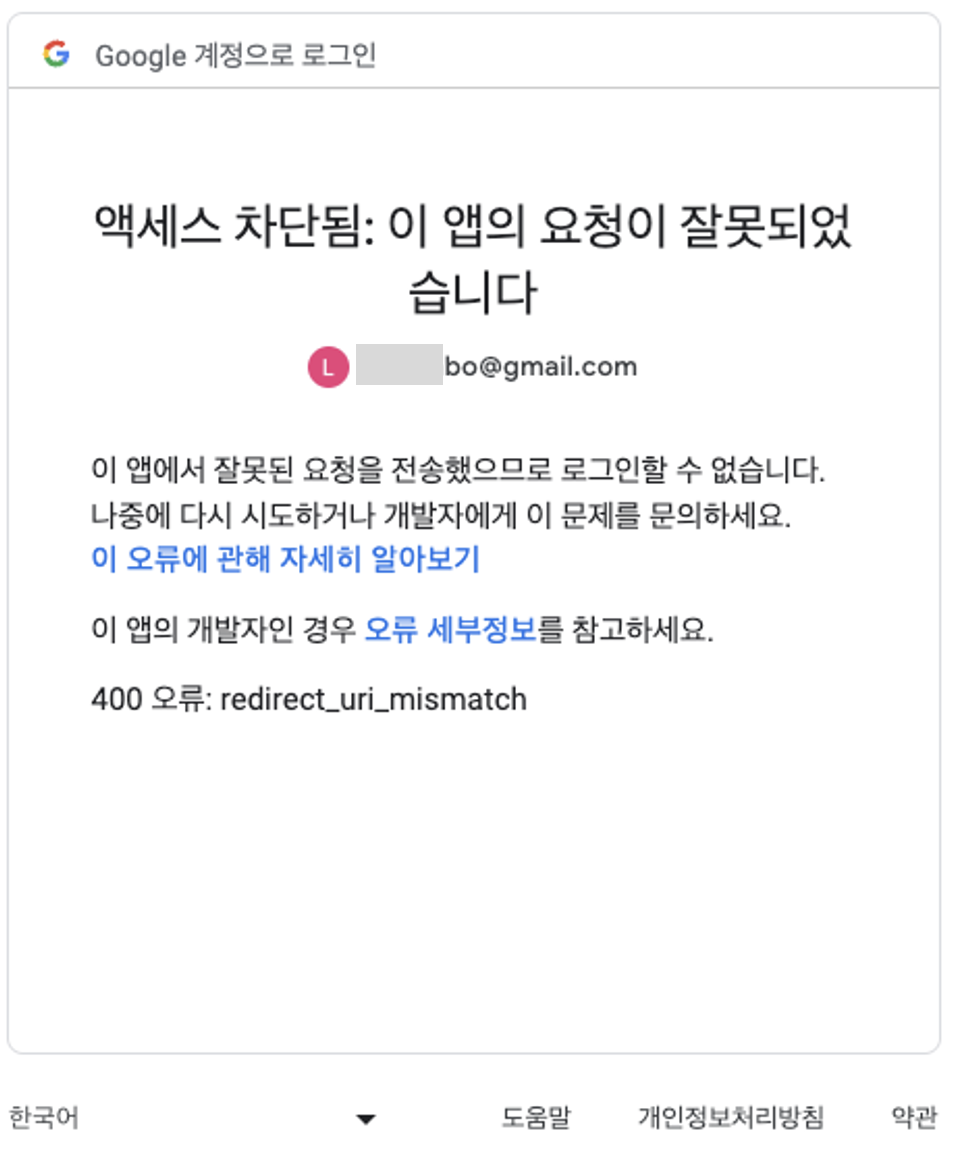 Google 계정으로 로그인
액세스 차단됨: 이 앱의 요청이 잘못되었
습니다
L
bo@gmail.com
이 앱에서 잘못된 요청을 전송했으므로 로그인할 수 없습니다.
나중에 다시 시도하거나 개발자에게 이 문제를 문의하세요.
이 오류에 관해 자세히 알아보기
이 앱의 개발자인 경우 오류 세부정보를 참고하세요.
400 오류: redirect_uri_mismatch
한국어
도움말
개인정보처리방침
약관